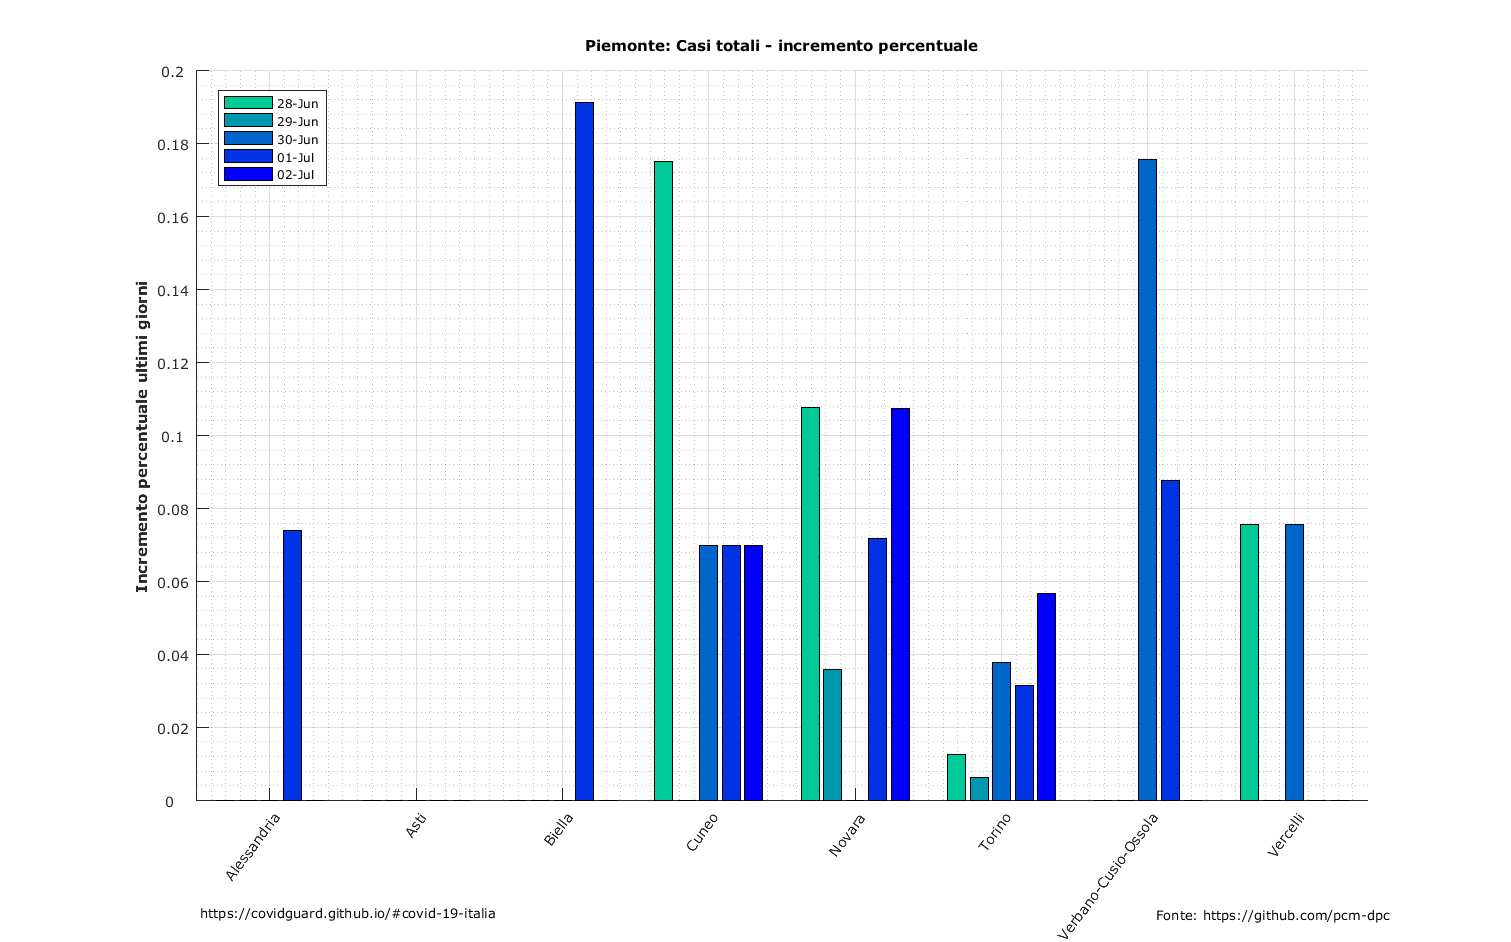 Piemonte: Casi totali - incremento percentuale
0.2
0.18
0.16
0.14
0.12
0.1
0.08
0.06
0.04
0.02
0
28-Jun
29-Jun
30-Jun
01-Jul
02-Jul
Incremento percentuale ultimi giorni
Alessandria
Asti
Biella
Cuneo
Novara
Torino
Verbano-Cusio-Ossola
Vercelli
https://covidguard.github.io/#covid-19-italia
Fonte: https://github.com/pcm-dpc